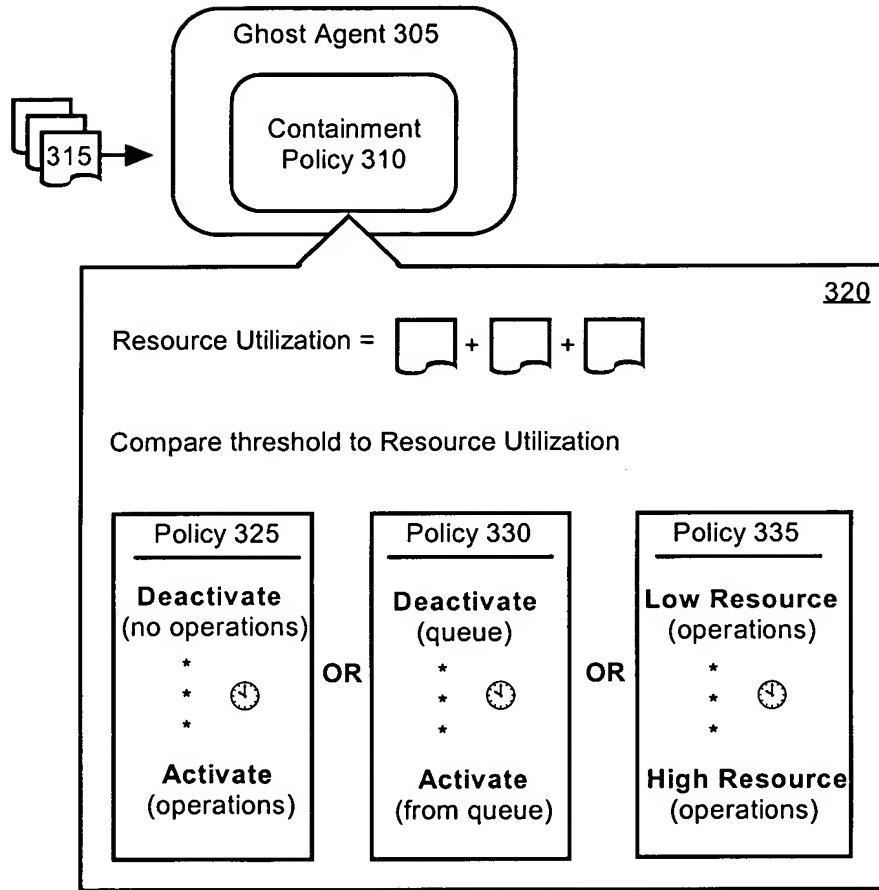 Ghost Agent 305
Containment
Policy 310
315
320
Resource Utilization = + +
Compare threshold to Resource Utilization
Policy 325
Deactivate
(no operations)
*
*
*
Activate
(operations)
OR
Policy 330
Deactivate
(queue)
*
*
*
Activate
(from queue)
OR
Policy 335
Low Resource
(operations)
*
*
*
High Resource
(operations)